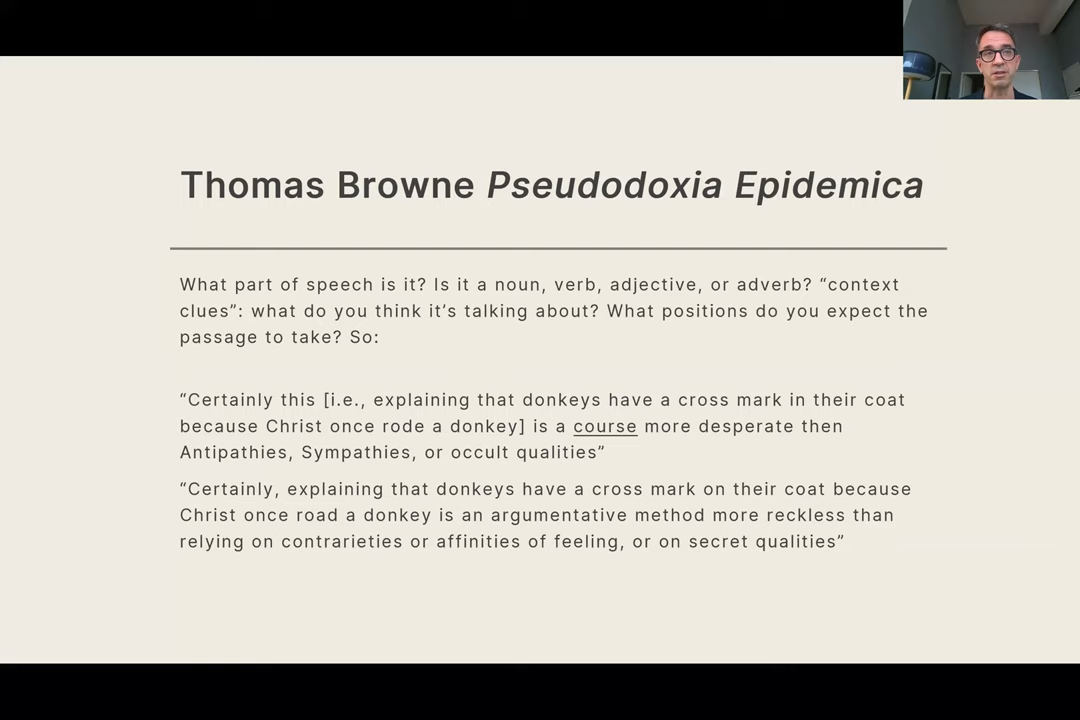 Thomas Browne Pseudodoxia Epidemica
What part of speech is it? Is it a noun, verb, adjective, or adverb? “context
clues”: what do you think it’s talking about? What positions do you expect the
passage to take? So:
“Certainly this [i.e., explaining that donkeys have a cross mark in their coat
because Christ once rode a donkey] is a course more desperate then
Antipathies, Sympathies, or occult qualities”
“Certainly, explaining that donkeys have a cross mark on their coat because
Christ once road a donkey is an argumentative method more reckless than
relying on contrarieties or affinities of feeling, or on secret qualities”